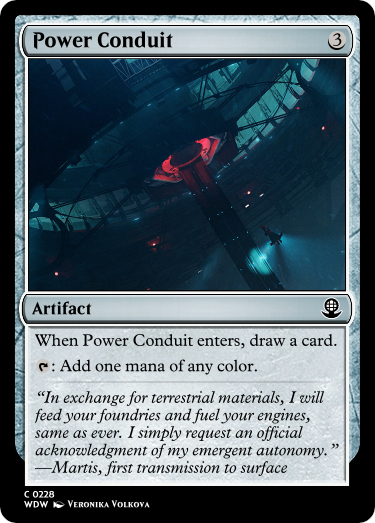 Power Conduit 3
Artifact
When Power Conduit enters, draw a card.
: Add one mana of any color.
“In exchange for terrestrial materials, I will
feed your foundries and fuel your engines,
same as ever. I simply request an official
acknowledgment of my emergent autonomy.”
—Martis, first transmission to surface
C 0228
WDW Veronika Volkova